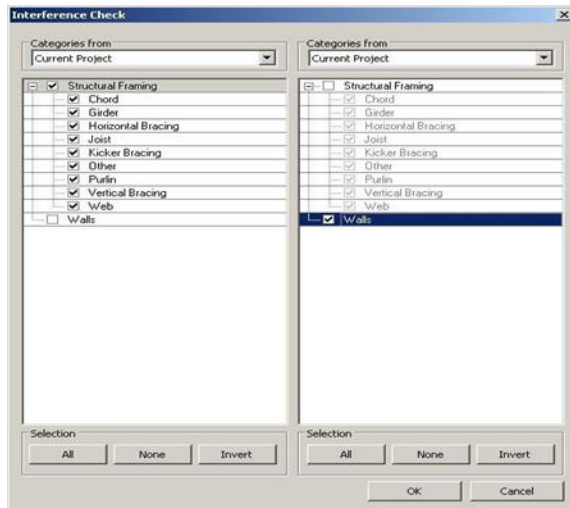 Interference Check
Categories from
Current Project
Structural Framing
Chord
Girder
Horizontal Bracing
Joist
Kicker Bracing
Other
Purlin
Vertical Bracing
Web
Walls
Selection
All
None
Invert
Categories from
Current Project
Structural Framing
Chord
Girder
Horizontal Bracing
Joist
Kicker Bracing
Other
Purlin
Vertical Bracing
Web
Walls
Selection
All
None
Invert
OK
Cancel